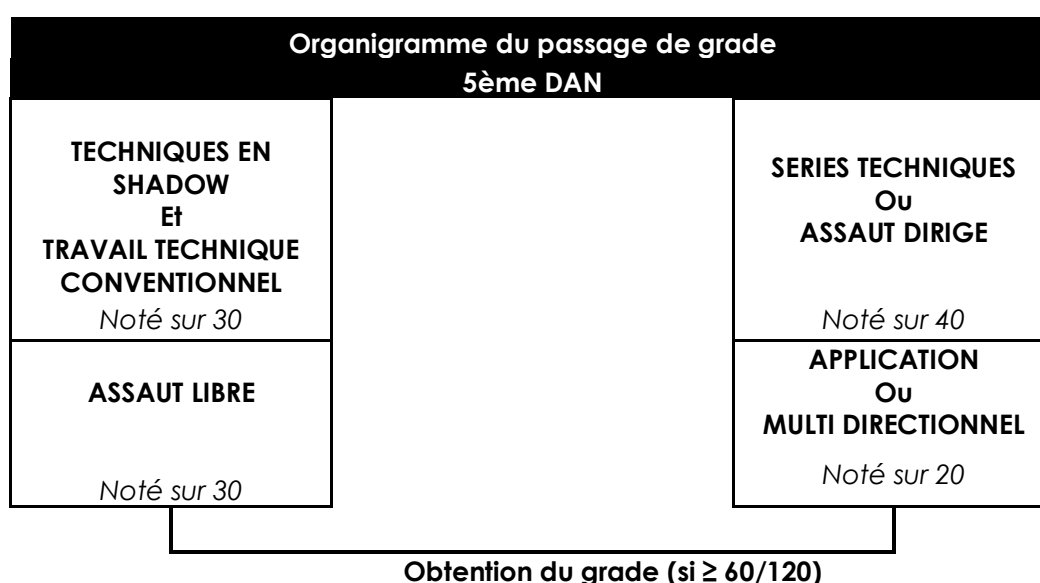 Organigramme du passage de grade
5ème DAN
TECHNIQUES EN
SHADOW
Et
TRAVAIL TECHNIQUE
CONVENTIONNEL
Noté sur 30
SERIES TECHNIQUES
Ou
ASSAUT DIRIGE
Noté sur 40
ASSAUT LIBRE
Noté sur 30
APPLICATION
Ou
MULTI DIRECTIONNEL
Noté sur 20
Obtention du grade (si ≥ 60/120)